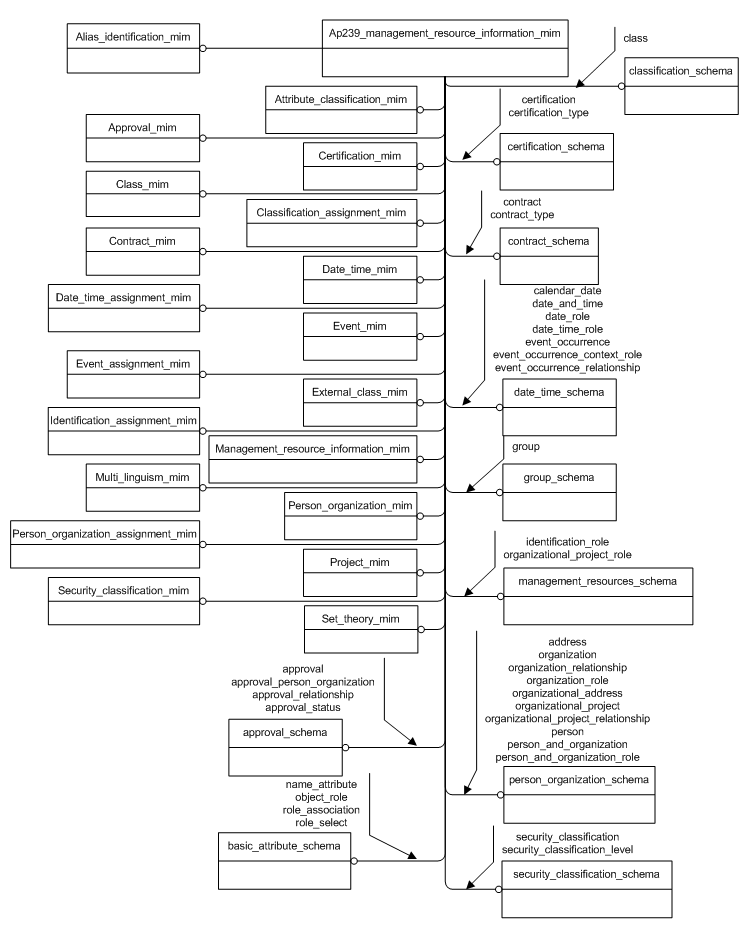 Alias_identification_mim
Ap239_management_resource_information_mim
class
classification_schema
Attribute_classification_mim
certification
certification_type
Approval_mim
Certification_mim
certification_schema
Class_mim
contract
contract_type
Classification_assignment_mim
Contract_mim
contract_schema
Date_time_mim
calendar_date
date_and_time
date_role
date_time_role
event_occurrence
event_occurrence_context_role
event_occurrence_relationship
Date_time_assignment_mim
Event_mim
Event_assignment_mim
External_class_mim
date_time_schema
Identification_assignment_mim
Management_resource_information_mim
group
Multi_linguism_mim
group_schema
Person_organization_mim
Person_organization_assignment_mim
identification_role
organizational_project_role
Project_mim
Security_classification_mim
management_resources_schema
Set_theory_mim
approval
approval_person_organization
approval_relationship
approval_status
address
organization
organization_relationship
organization_role
organizational_address
organizational_project
organizational_project_relationship
person
person_and_organization
person_and_organization_role
approval_schema
person_organization_schema
name_attribute
object_role
role_association
role_select
basic_attribute_schema
security_classification
security_classification_level
security_classification_schema